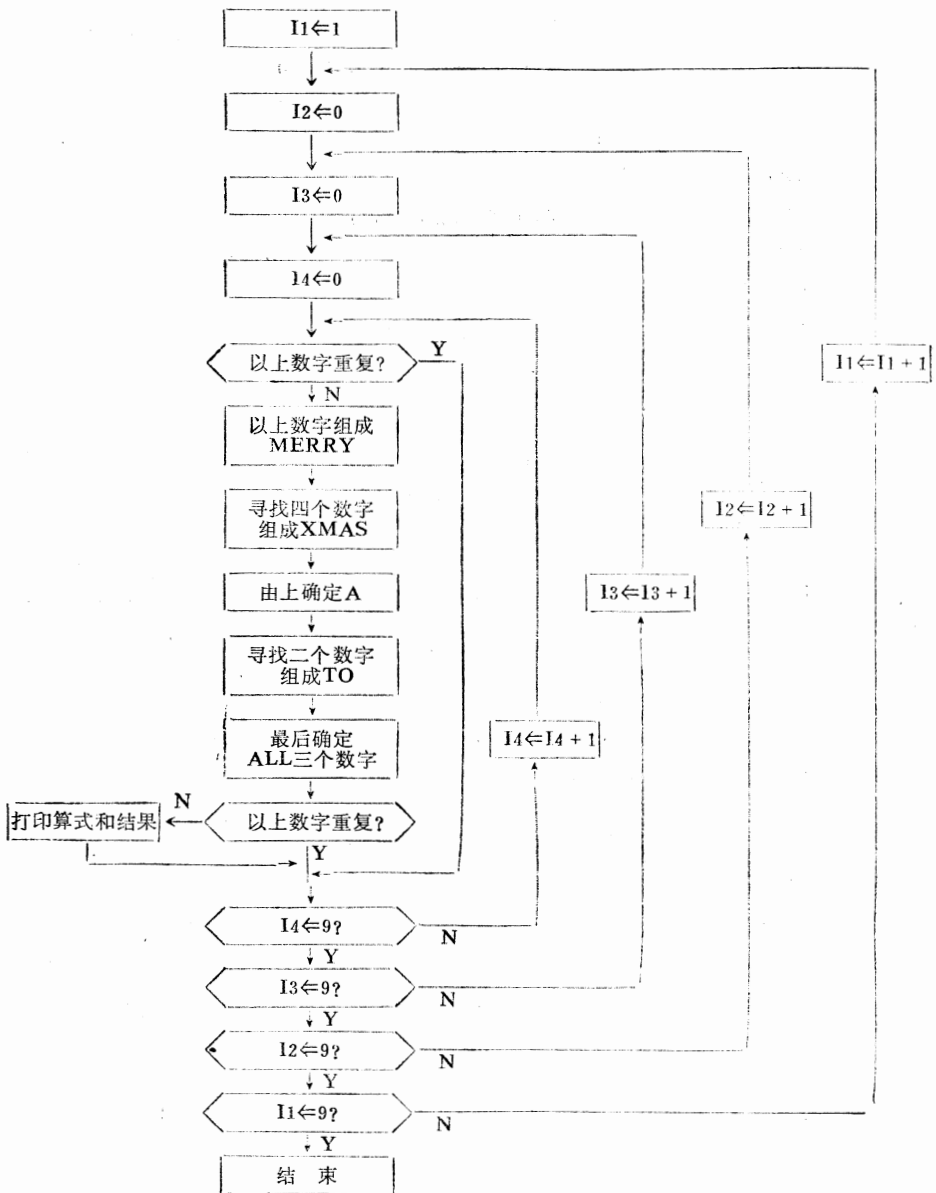 I1⇐1
I2⇐0
I3⇐0
I4⇐0
以上数字重复?
Y
N
以上数字组成
MERRY
寻找四个数字
组成XMAS
由上确定A
寻找二个数字
组成TO
最后确定
ALL三个数字
以上数字重复?
N
打印算式和结果
Y
I4⇐9?
N
Y
I3⇐9?
N
Y
I2⇐9?
N
Y
I1⇐9?
N
Y
结 束
I4⇐I4+1
I3⇐I3+1
I2⇐I2+1
I1⇐I1+1